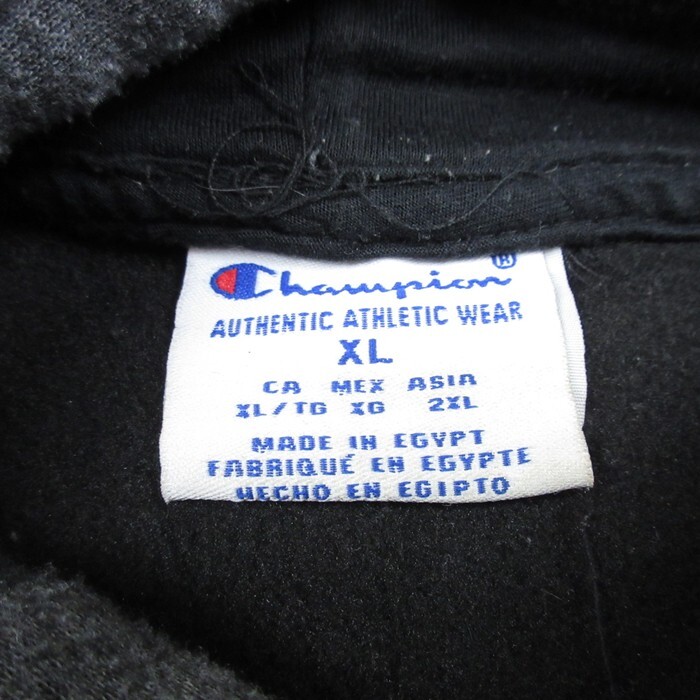 Champion®
AUTHENTIC ATHLETIC WEAR
XL
CA MEX ASIA
XL/TG XG 2XL
MADE IN EGYPT
FABRIQUÉ EN EGYPTE
HECHO EN EGIPTO